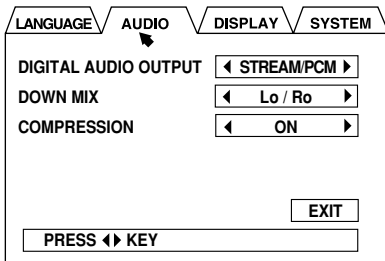 LANGUAGE AUDIO DISPLAY SYSTEM
DIGITAL AUDIO OUTPUT ◀ STREAM/PCM ▶
DOWN MIX ◀ Lo / Ro ▶
COMPRESSION ◀ ON ▶
EXIT
PRESS ◀▶ KEY